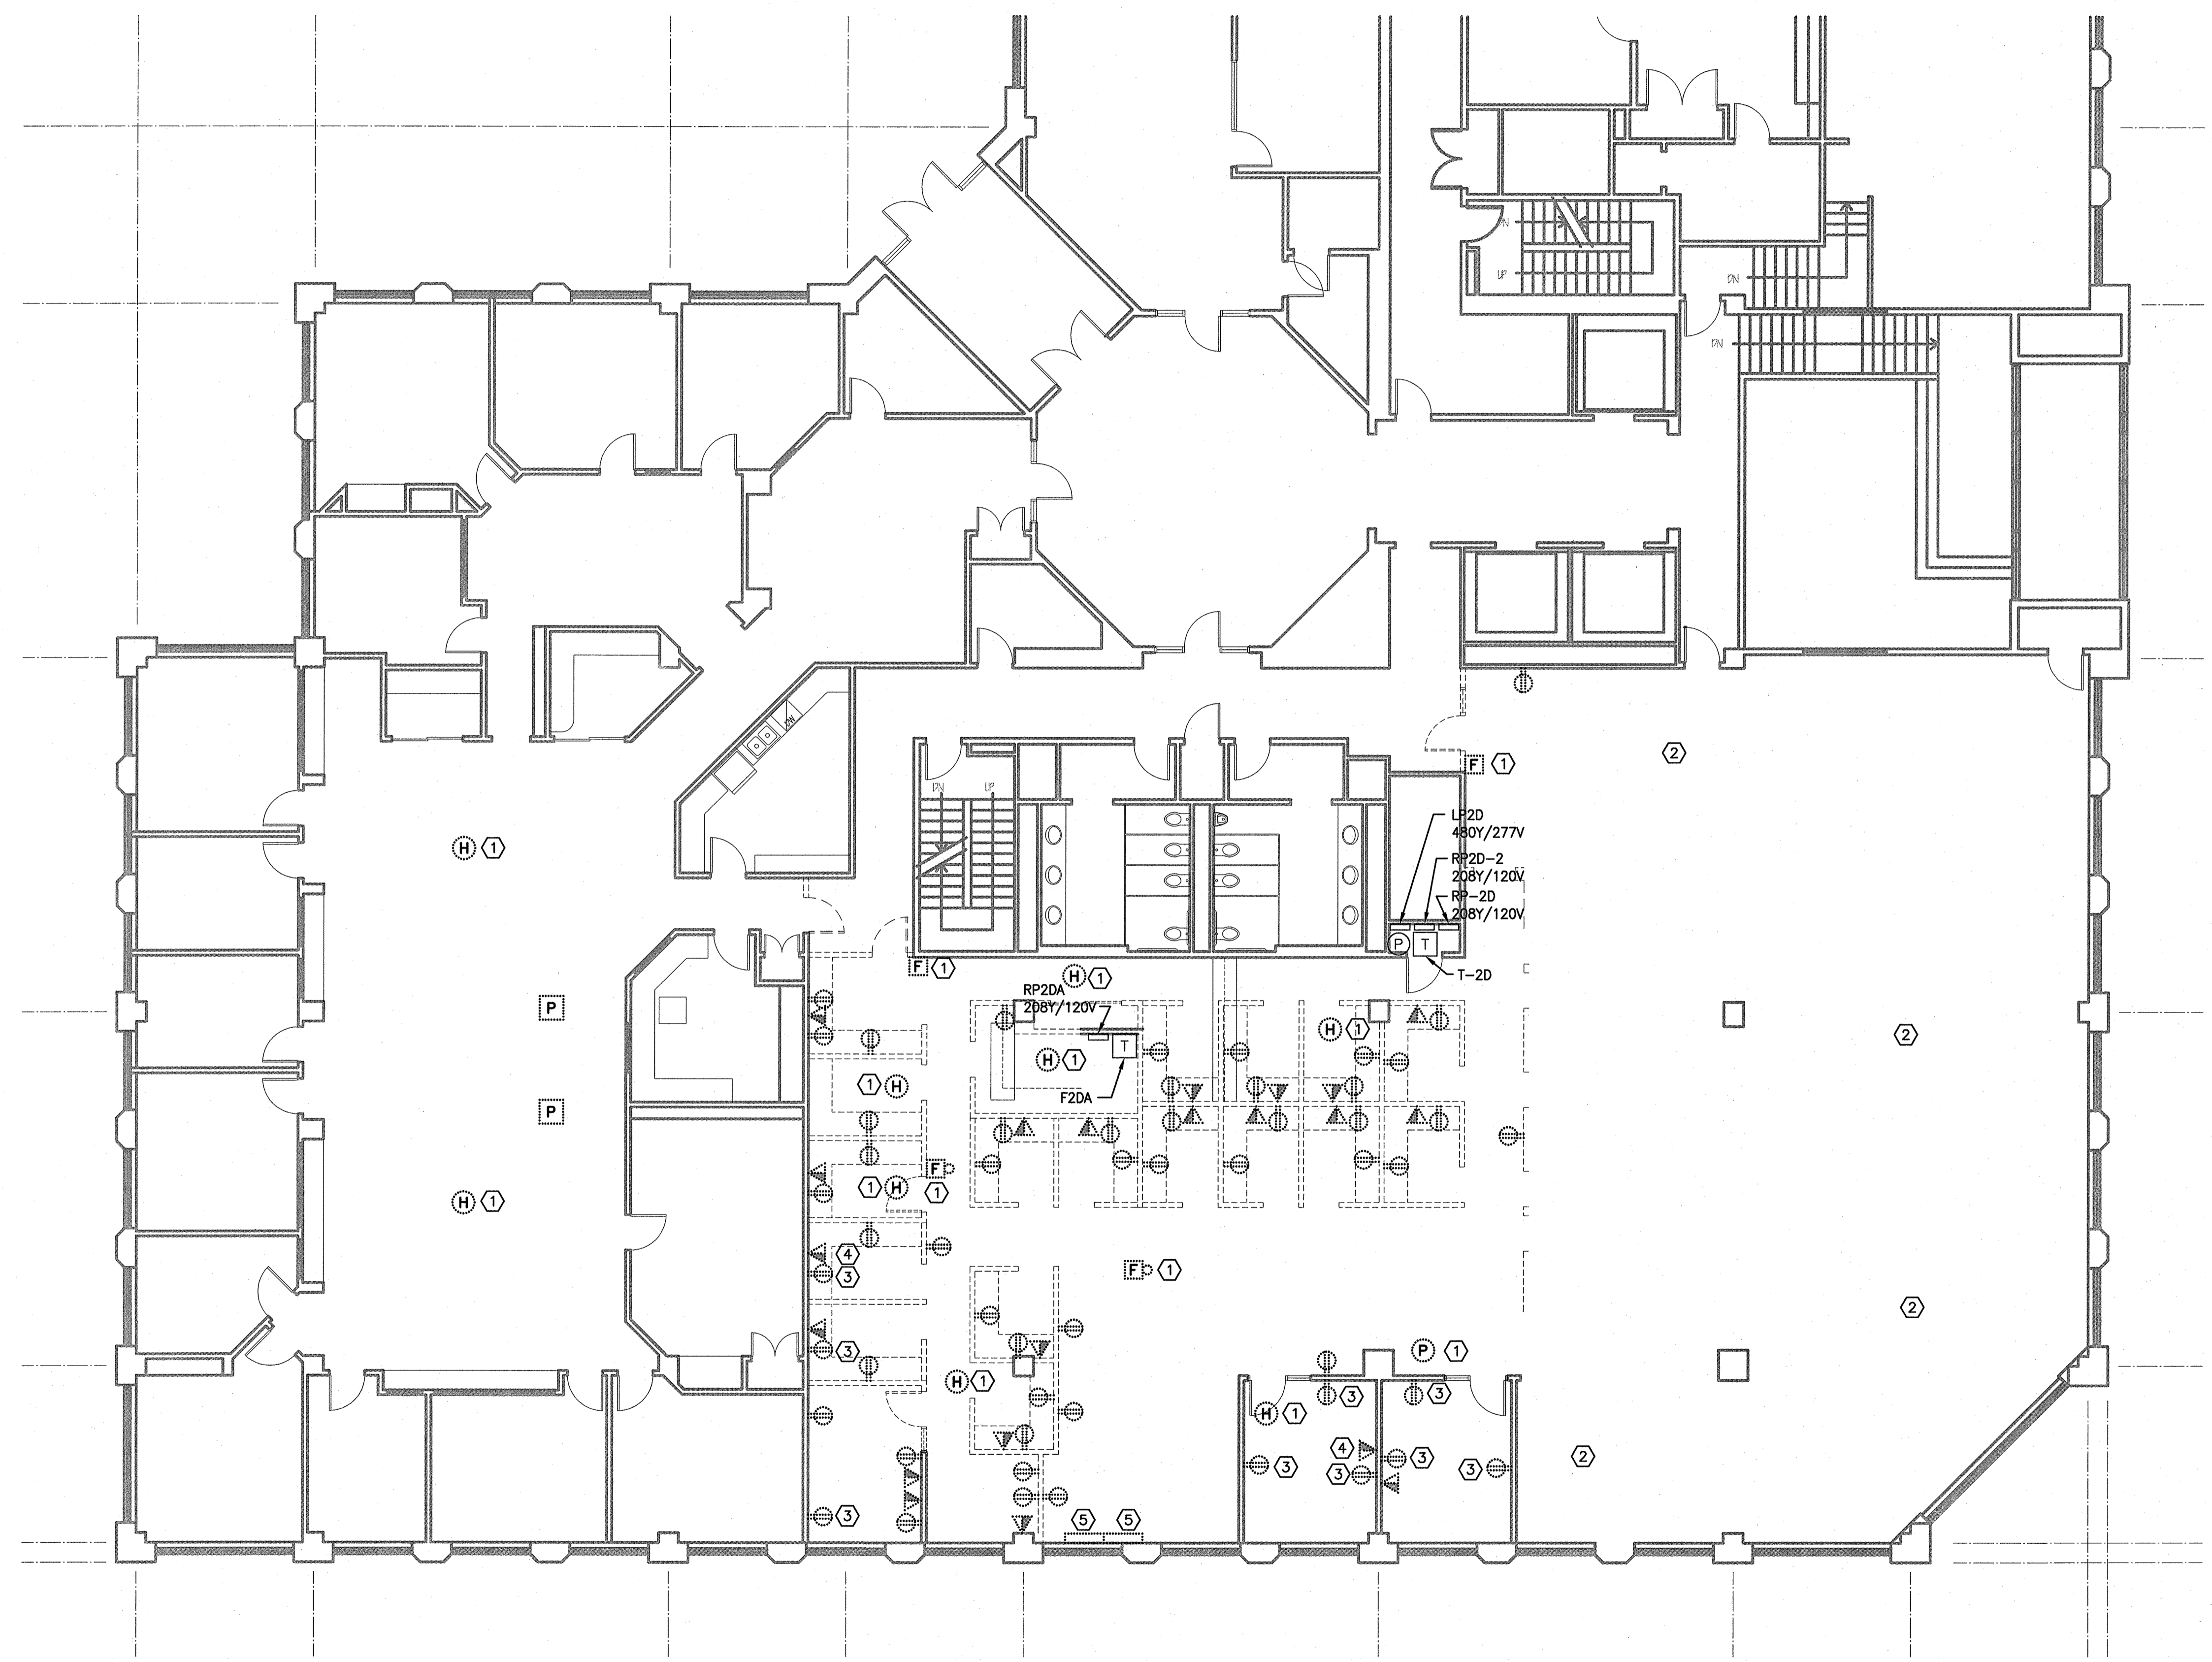 DN
UP
DN
DN
F 1
2
DN
LP2D
480Y/277V
H 1
DN UP
RP2D-2
208Y/120V
RP-2D
208Y/120V
P T
F 1
H 1
T-2D
RP2DA
208Y/120V
P
H 1
2
T
H 1
1 H
F2DA
P
F
1 H
1
H 1
4
F 1
3
2
3
P 1
H 1
3
3
H 1
4
3
3
3
3
2
3
5
5